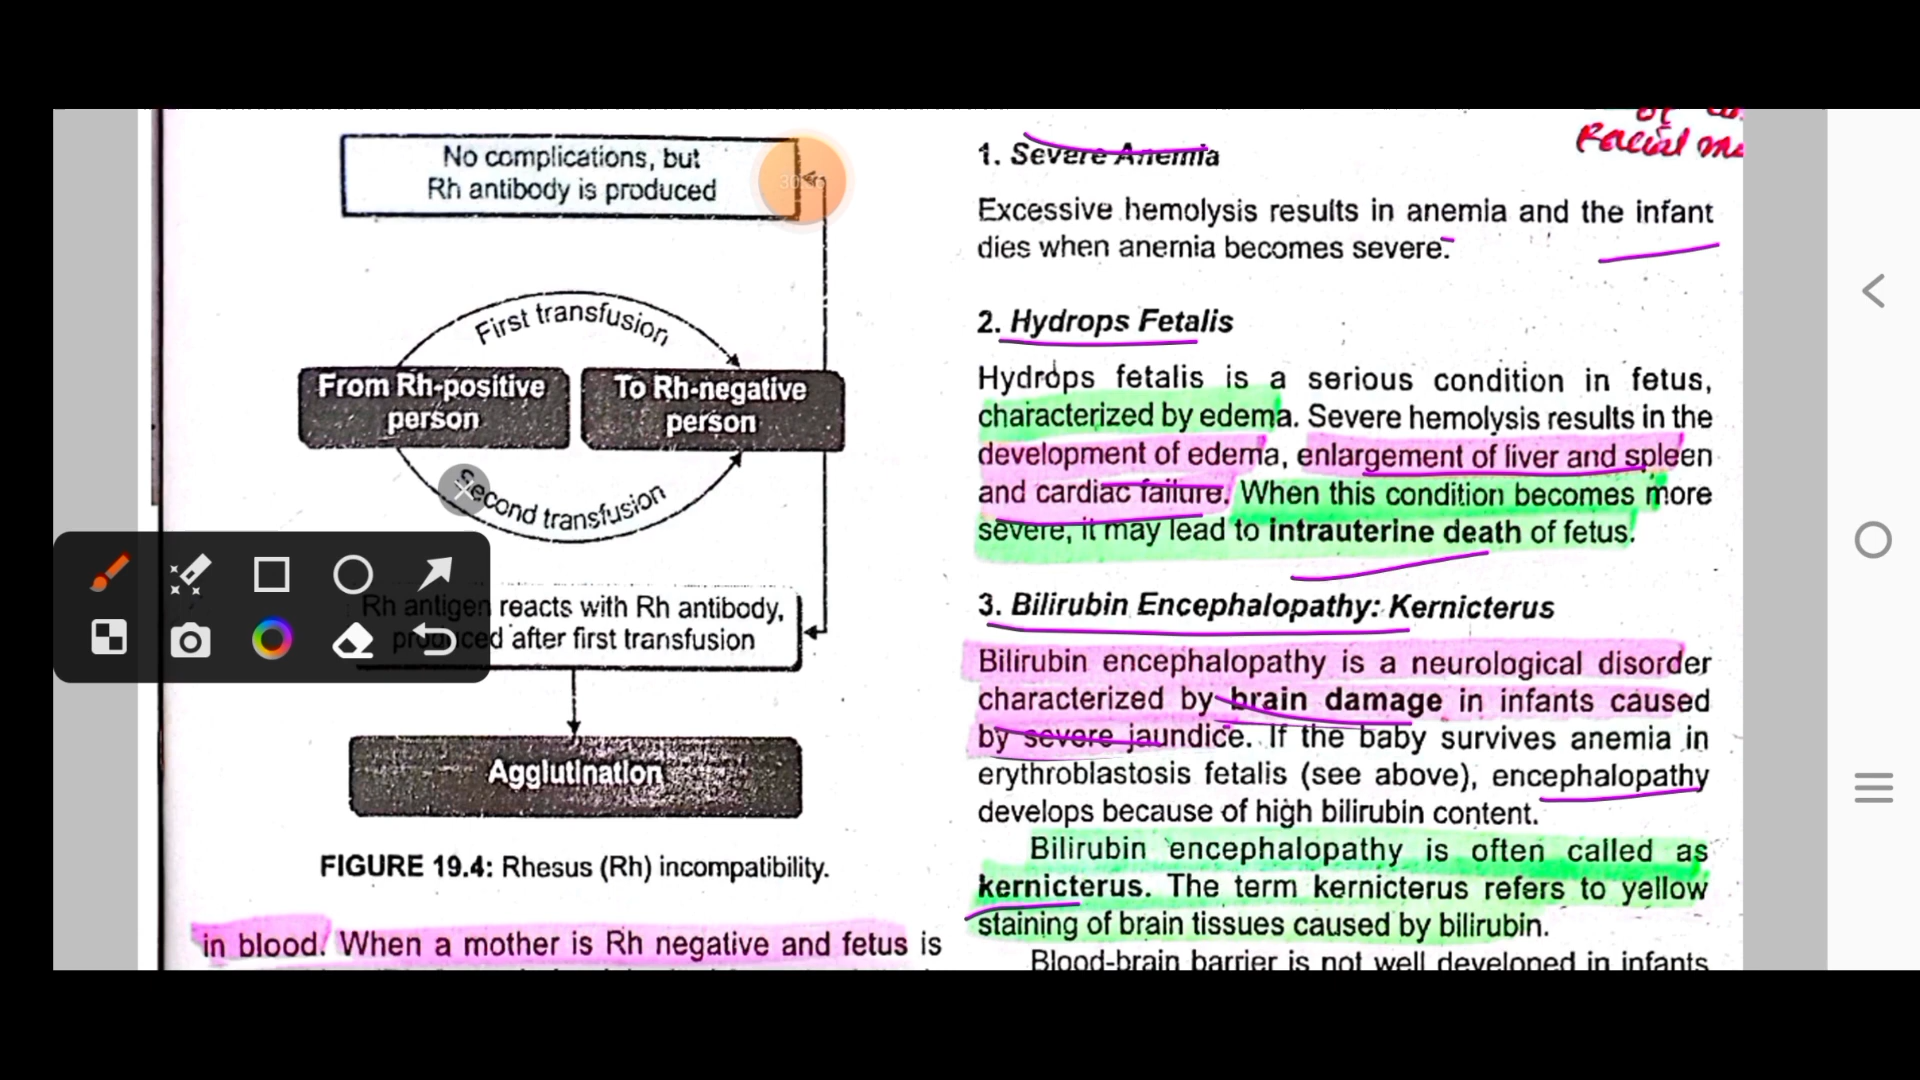 No complications, but
Rh antibody is produced
First transfusion
From Rh-positive
person
To Rh-negative
person
Second transfusion
Rh antigen reacts with Rh antibody,
produced after first transfusion
Agglutination
FIGURE 19.4: Rhesus (Rh) incompatibility.
in blood. When a mother is Rh negative and fetus is
1. Severe Anemia
Excessive hemolysis results in anemia and the infant
dies when anemia becomes severe.
2. Hydrops Fetalis
Hydrops fetalis is a serious condition in fetus,
characterized by edema. Severe hemolysis results in the
development of edema, enlargement of liver and spleen
and cardiac failure. When this condition becomes more
severe, it may lead to intrauterine death of fetus.
3. Bilirubin Encephalopathy: Kernicterus
Bilirubin encephalopathy is a neurological disorder
characterized by brain damage in infants caused
by severe jaundice. If the baby survives anemia in
erythroblastosis fetalis (see above), encephalopathy
develops because of high bilirubin content.
Bilirubin encephalopathy is often called as
kernicterus. The term kernicterus refers to yellow
staining of brain tissues caused by bilirubin.
Blood-brain barrier is not well developed in infants